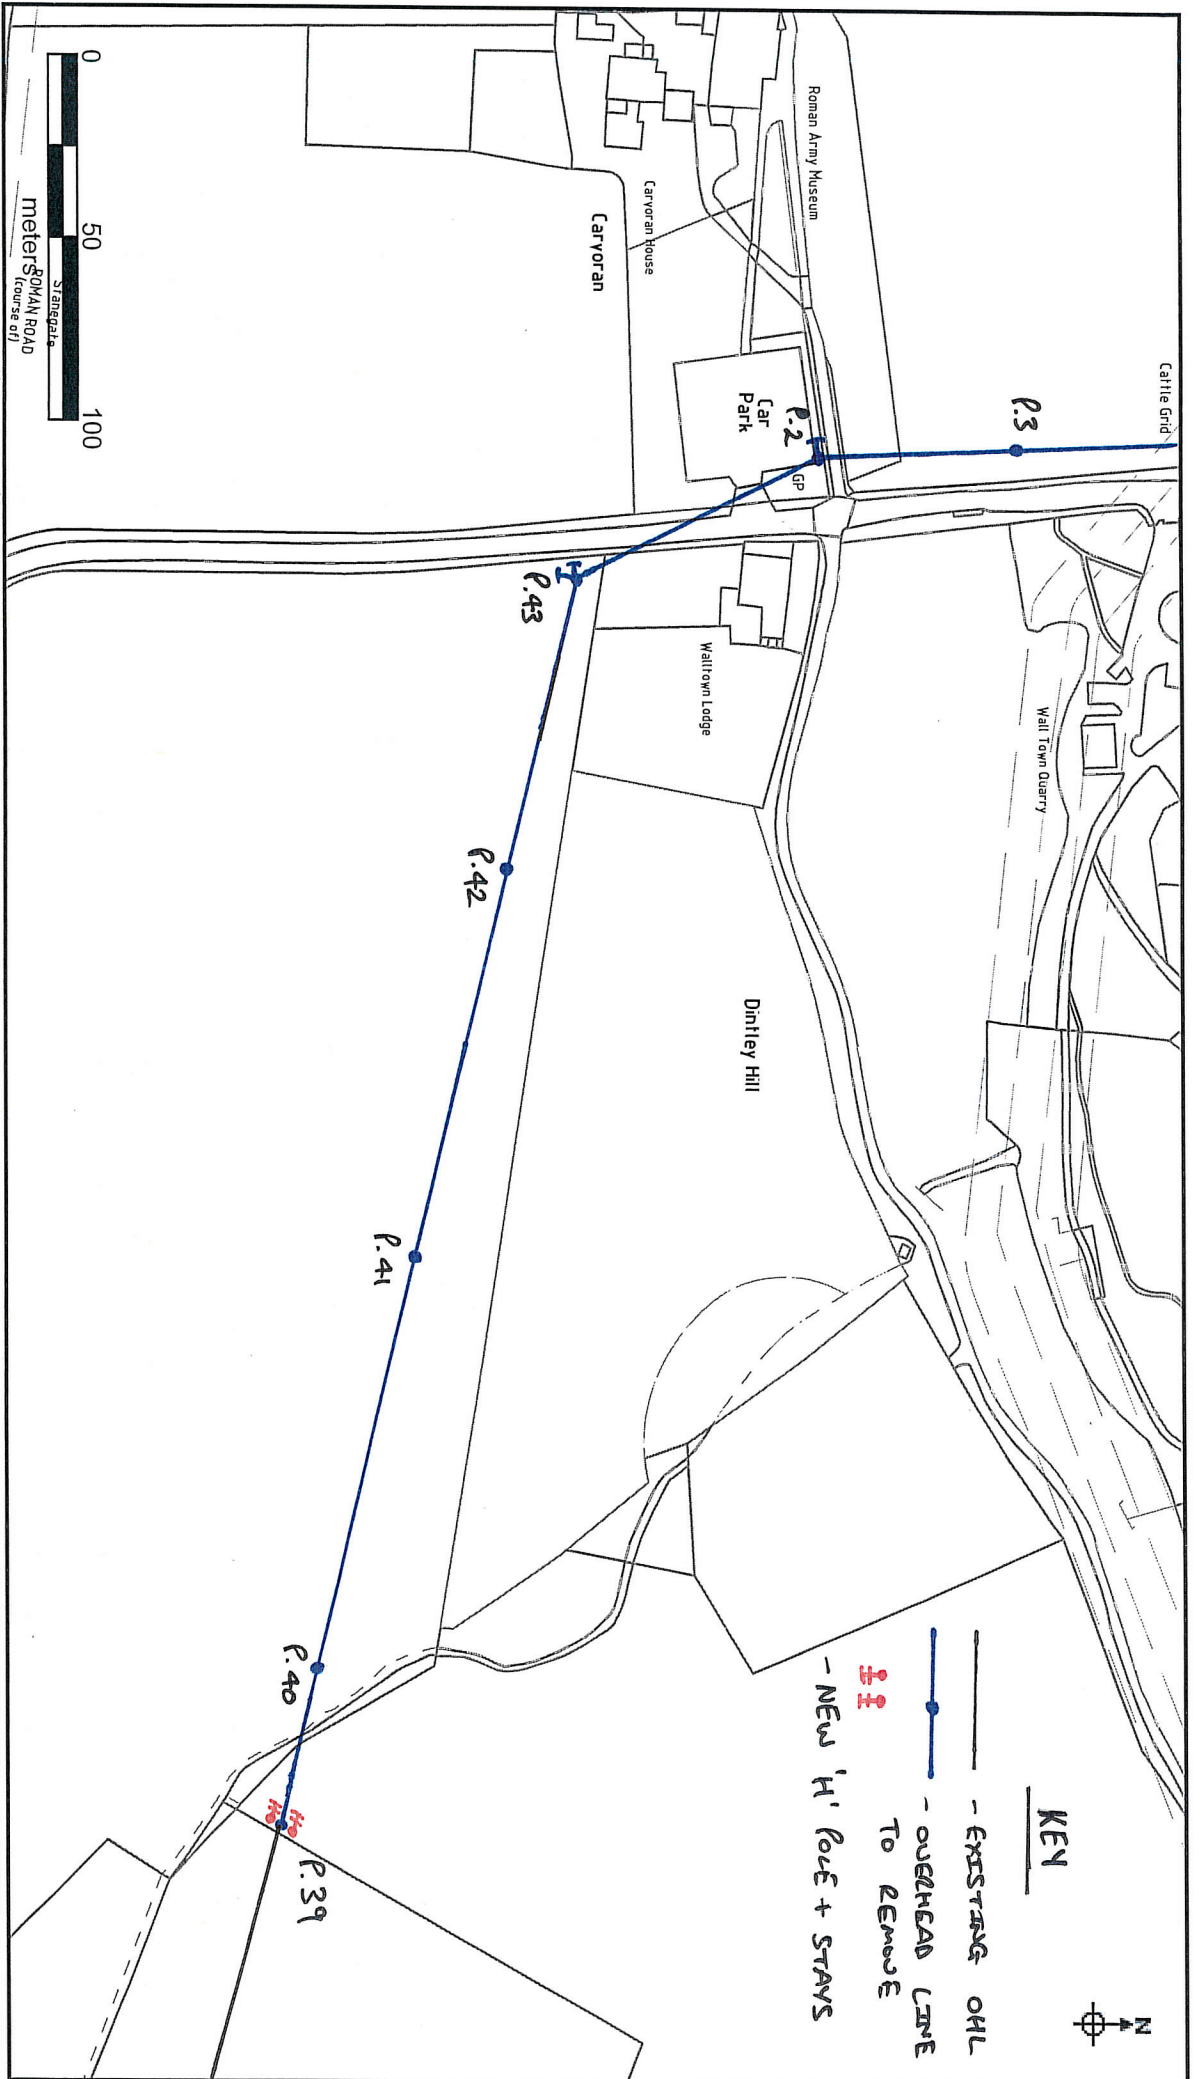 Cattle Grid
P.3
Roman Army Museum
Wall Town Quarry
P.2
GP
Car
Park
Carvoran House
Carvoran
Walltown Lodge
P.43
Dintley Hill
P.42
P.41
P.40
P.39
KEY
- EXISTING OHL
- OVERHEAD LINE
TO REMOVE
- NEW 'H' POLE + STAYS
N
0 50 100
meters
Stanegate
ROMAN ROAD
(course of)